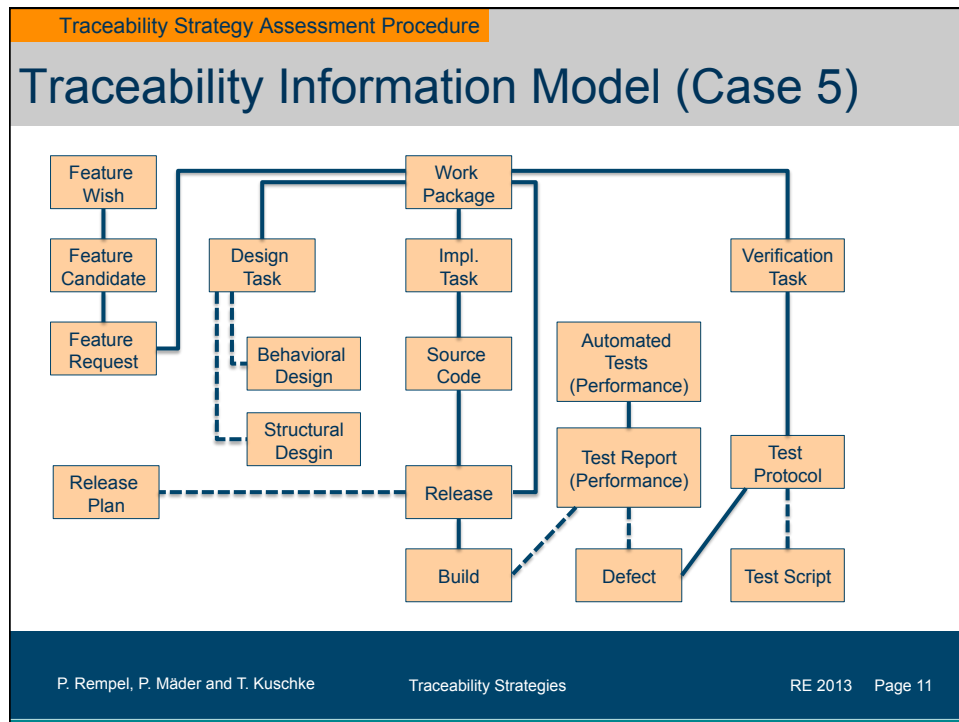 Traceability Strategy Assessment Procedure
Traceability Information Model (Case 5)
Feature
Wish
Work
Package
Feature
Candidate
Design
Task
Impl.
Task
Verification
Task
Feature
Request
Behavioral
Design
Source
Code
Automated
Tests
(Performance)
Structural
Desgin
Test Report
(Performance)
Test
Protocol
Release
Plan
Release
Build
Defect
Test Script
P. Rempel, P. Mäder and T. Kuschke
Traceability Strategies
RE 2013
Page 11